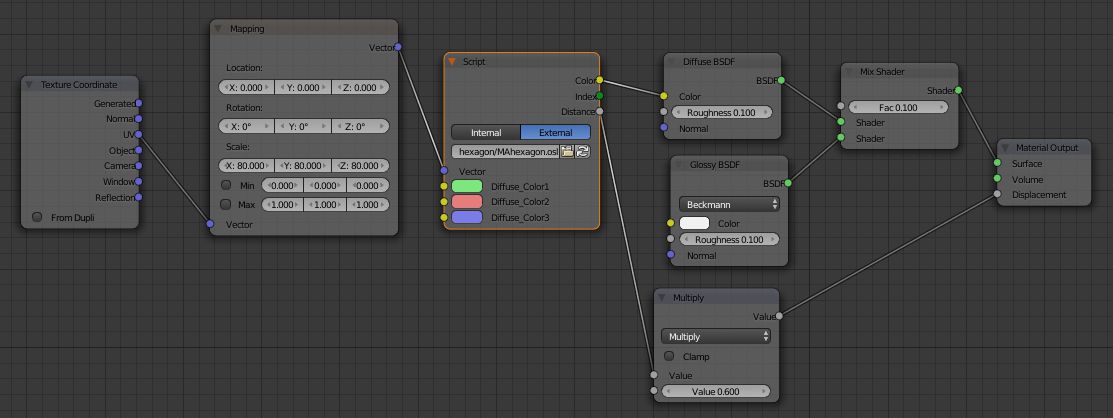 Texture Coordinate
Generated
Normal
UV
Object
Camera
Window
Reflection
From Dupli
Mapping
Vector
Location:
X: 0.000 Y: 0.000 Z: 0.000
Rotation:
X: 0° Y: 0° Z: 0°
Scale:
X: 80.000 Y: 80.000 Z: 80.000
Min 0.000 0.000 0.000
Max 1.000 1.000 1.000
Vector
Script
Color
Index
Distance
Internal External
hexagon/MAhexagon.osl
Vector
Diffuse_Color1
Diffuse_Color2
Diffuse_Color3
Diffuse BSDF
BSDF
Color
Roughness 0.100
Normal
Glossy BSDF
BSDF
Beckmann
Color
Roughness 0.100
Normal
Multiply
Value
Multiply
Clamp
Value
Value 0.600
Mix Shader
Shader
Fac 0.100
Shader
Shader
Material Output
Surface
Volume
Displacement